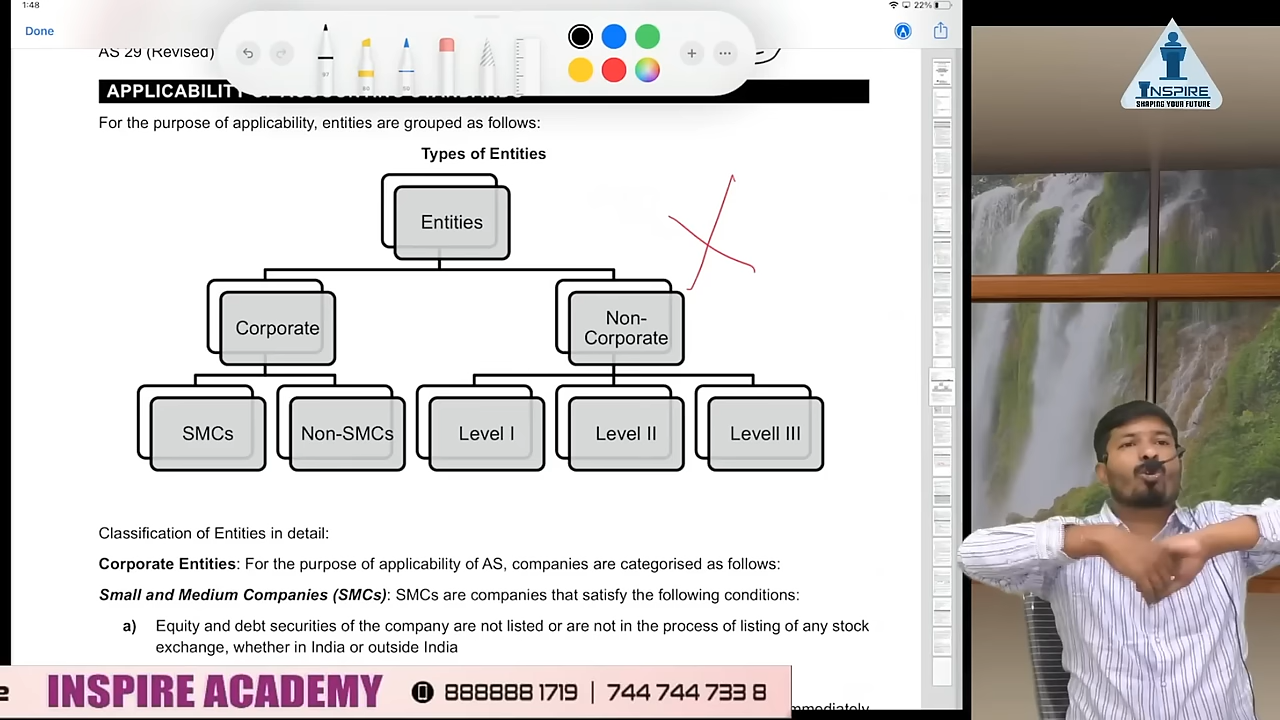 1:48
22%
Done
AS 29 (Revised)
97
80
50
APPLICABILITY
For the purpose of applicability, entities are grouped as follows:
Types of Entities
Entities
Corporate
Non-
Corporate
SMCs
Non-SMCs
Level I
Level II
Levell III
Classification of Entities in detail:
Corporate Entities: For the purpose of applicability of AS, companies are categorised as follows:
Small and Medium Companies (SMCs): SMCs are companies that satisfy the following conditions:
a) Equity and debt securities of the company are not listed or are not in the process of listing of any stock
exchange, whether in India or outside India
immediately
INSPIRE
SHAPING YOUR FUTURE
e INSPIRE ACADEMY 888888 1719 | 744 744 733 8